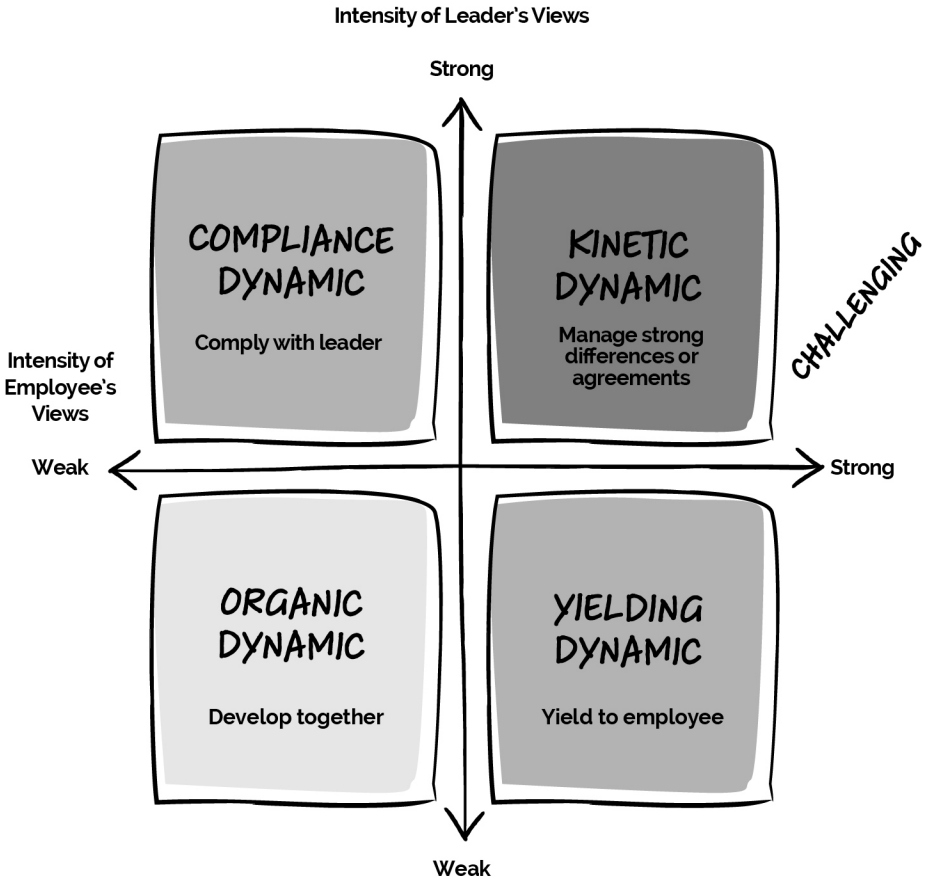 Intensity of Leader's Views
Strong
COMPLIANCE
DYNAMIC
Comply with leader
KINETIC
DYNAMIC
Manage strong
differences or
agreements
CHALLENGING
Intensity of
Employee's
Views
Weak
Strong
ORGANIC
DYNAMIC
Develop together
YIELDING
DYNAMIC
Yield to employee
Weak